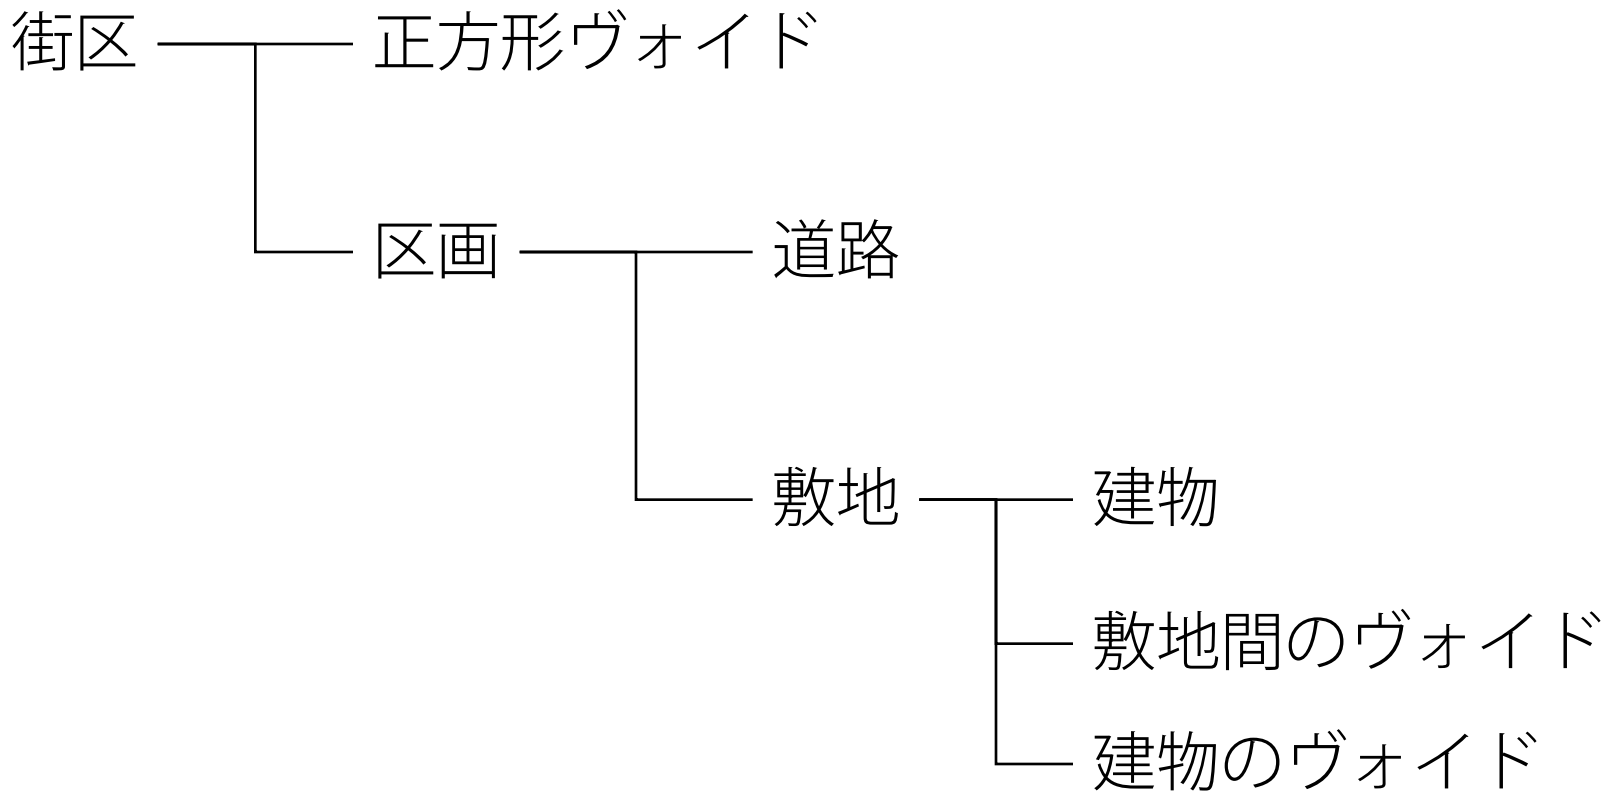 街区
正方形ヴォイド
区画
道路
敷地
建物
敷地間のヴォイド
建物のヴォイド